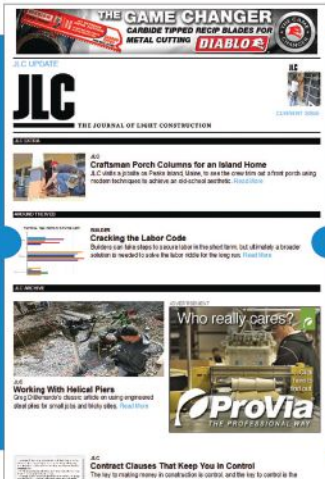 THE GAME CHANGER
CARBIDE TIPPED RECIP BLADES FOR
METAL CUTTING DIABLO
JLC UPDATE
JLC
THE JOURNAL OF LIGHT CONSTRUCTION
JLC
CURRENT ISSUE
JLC EXTRA
JLC
Craftsman Porch Columns for an Island Home
JLC visits a jobsite on Peaks Island, Maine, to see the crew trim out a front porch using
modern techniques to achieve an old-school aesthetic. Read More
AROUND THE WEB
BUILDER
Cracking the Labor Code
Builders can take steps to secure labor in the short term, but ultimately a broader
solution is needed to solve the labor riddle for the long run. Read More
JLC ARCHIVE
JLC
Working With Helical Piers
Greg DiBernardo's classic article on using engineered
steel piles for small jobs and tricky sites. Read More
ADVERTISEMENT
Who really cares?
ProVia
THE PROFESSIONAL WAY
JLC
Contract Clauses That Keep You in Control
The key to making money in construction is control, and the key to control is the